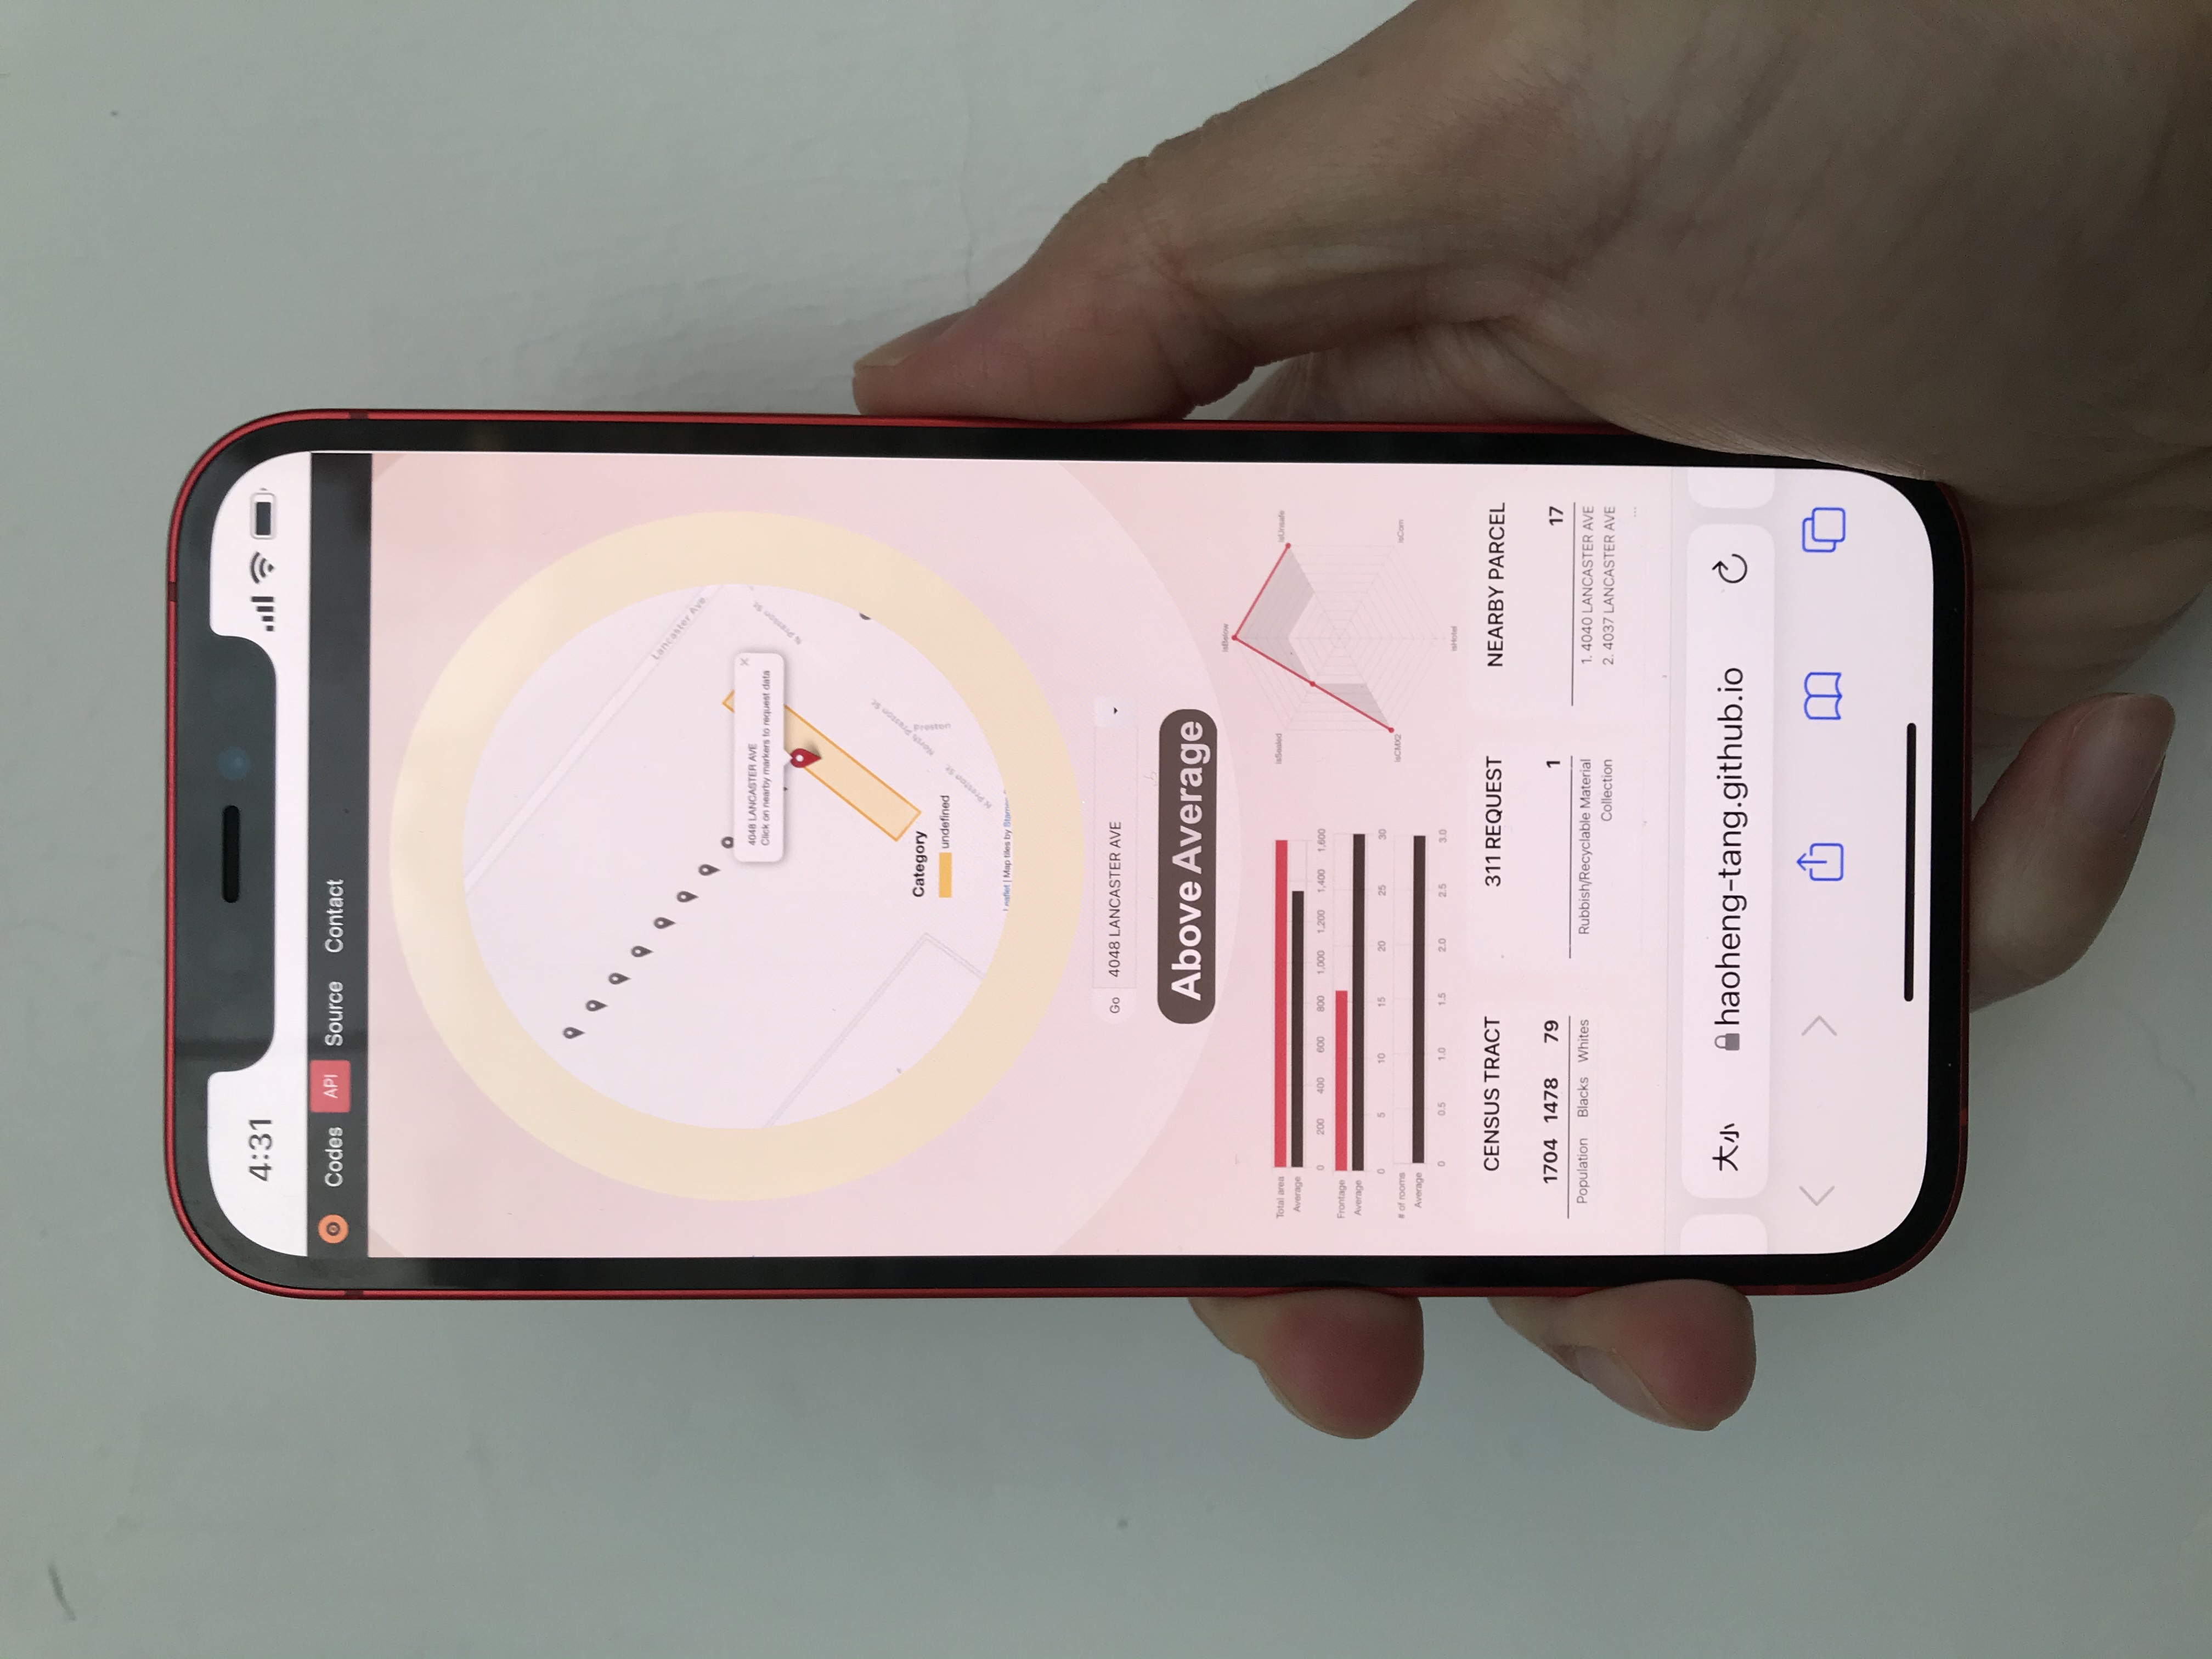 4:31
Codes API Source Contact
Lancaster Ave
4048 LANCASTER AVE
Click on nearby markers to request data
N Preston St.
North Preston St.
Preston
N Preston St.
Category
undefined
Leaflet | Map tiles by Stamen
Go 4048 LANCASTER AVE
Above Average
Total area
Average
0 200 400 600 800 1,000 1,200 1,400 1,600
Frontage
Average
0 5 10 15 20 25 30
# of rooms
Average
0 0.5 1.0 1.5 2.0 2.5 3.0
isBelow
isSealed
isUnsafe
isCMX2
isCom
isHotel
CENSUS TRACT
1704 1478 79
Population Blacks Whites
311 REQUEST
1
Rubbish/Recyclable Material
Collection
NEARBY PARCEL
17
1. 4040 LANCASTER AVE
2. 4037 LANCASTER AVE
...
大小 haoheng-tang.github.io